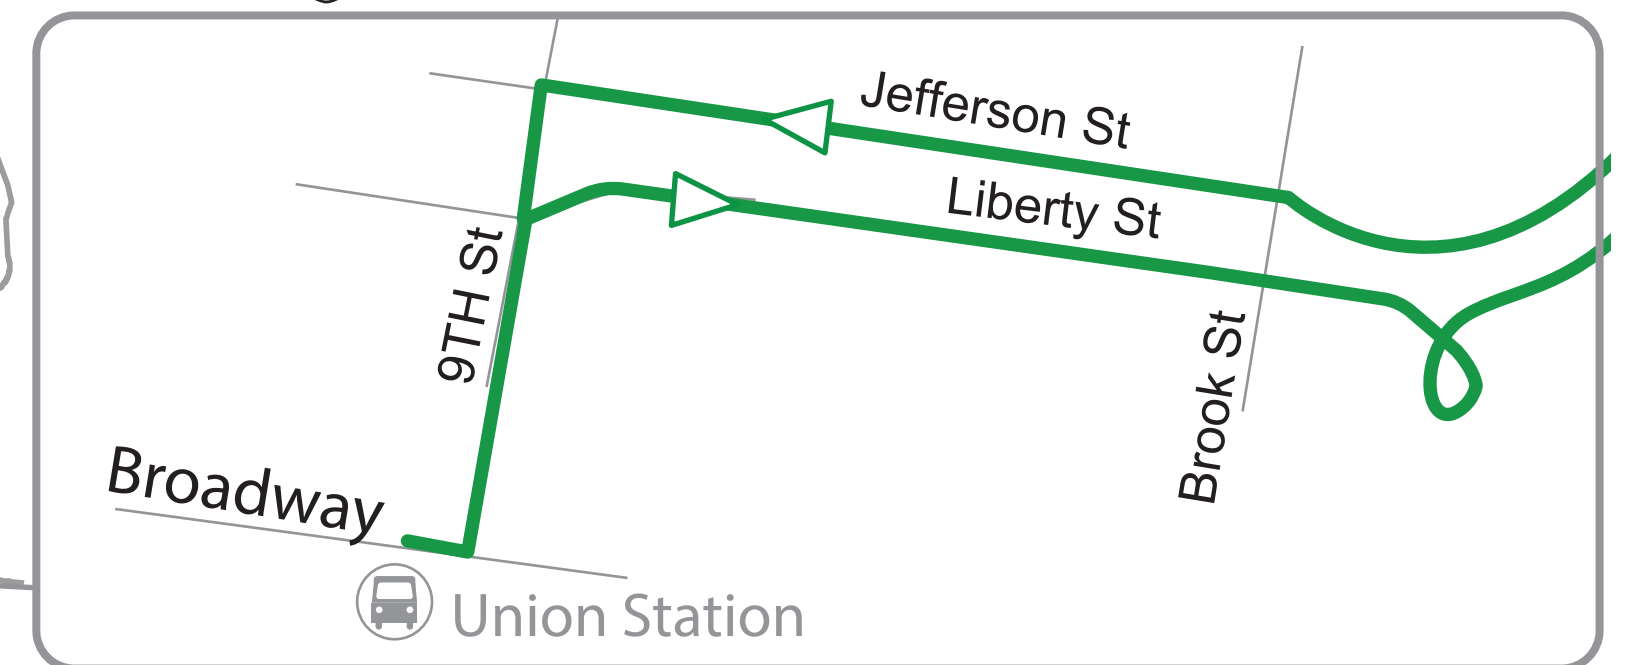 Jefferson St
Liberty St
9TH St
Brook St
Broadway
Union Station